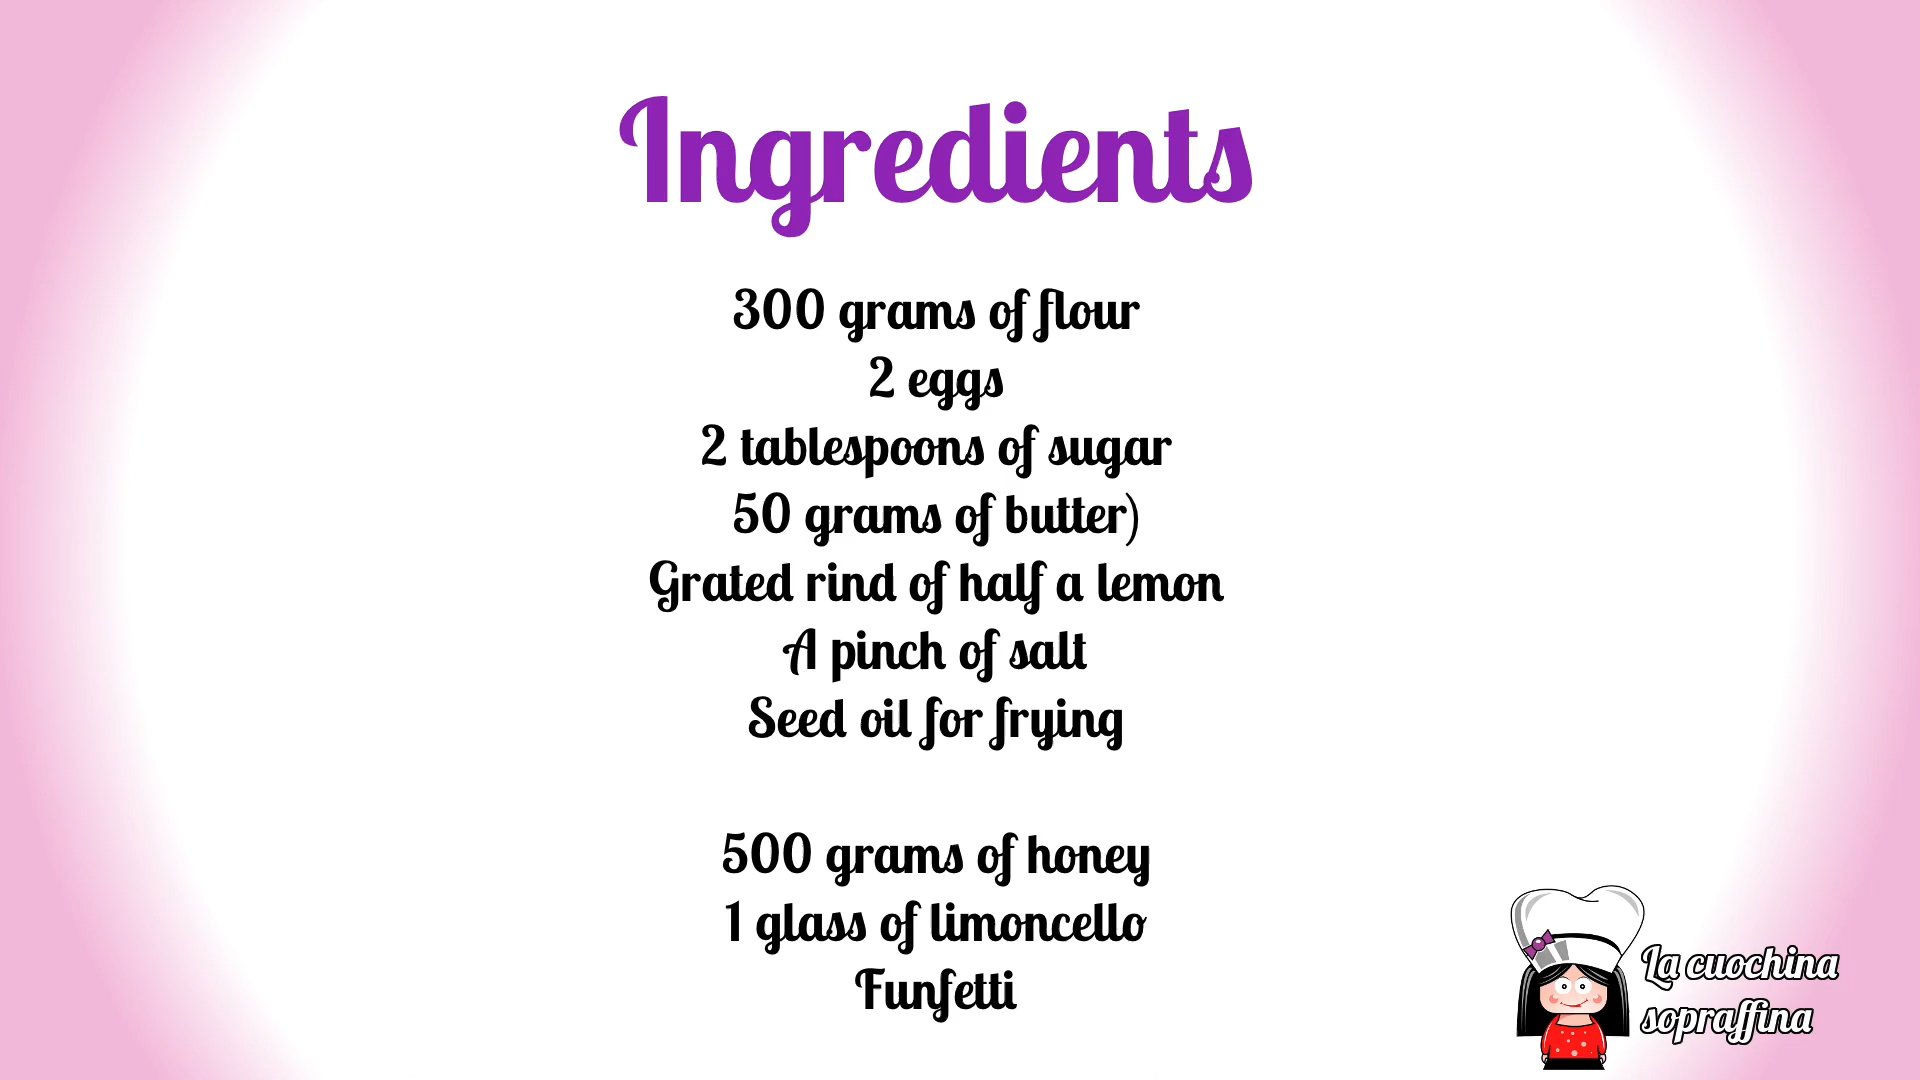 Ingredients
300 grams of flour
2 eggs
2 tablespoons of sugar
50 grams of butter)
Grated rind of half a lemon
A pinch of salt
Seed oil for frying
500 grams of honey
1 glass of limoncello
Funfetti
La cuochina
sopraffina